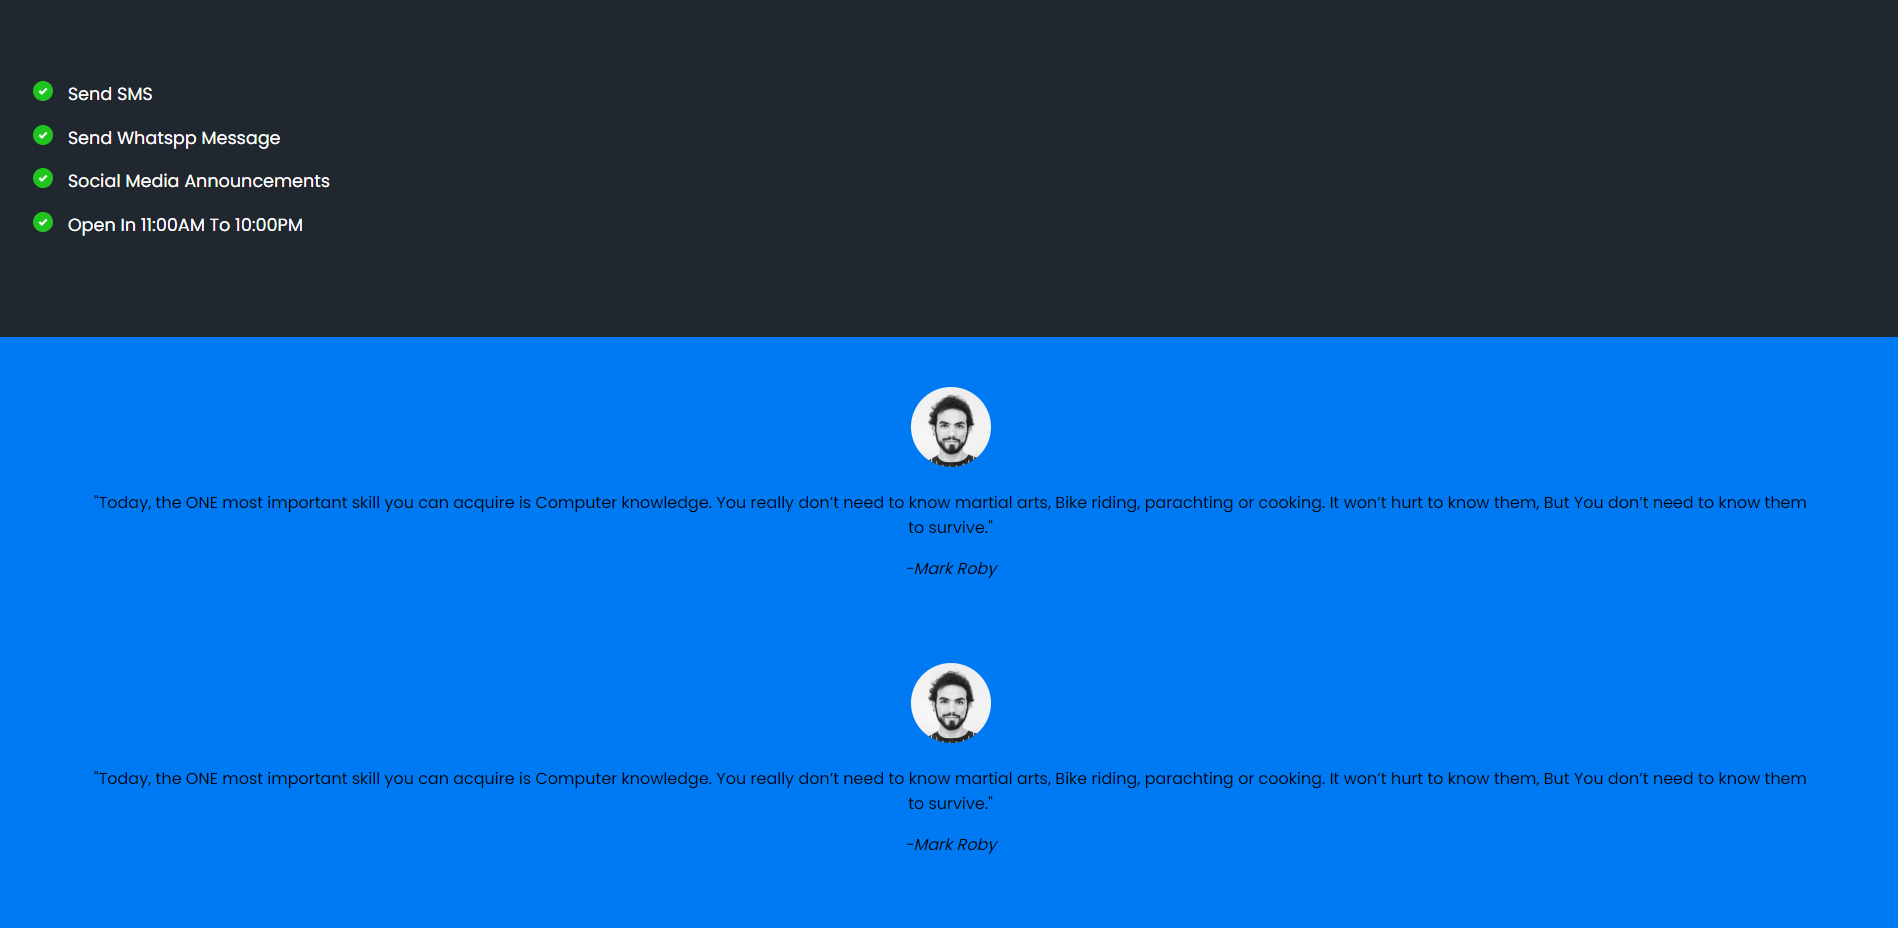 Send SMS
Send Whatspp Message
Social Media Announcements
Open In 11:00AM To 10:00PM
"Today, the ONE most important skill you can acquire is Computer knowledge. You really don’t need to know martial arts, Bike riding, parachting or cooking. It won’t hurt to know them, But You don’t need to know them
to survive."
-Mark Roby
"Today, the ONE most important skill you can acquire is Computer knowledge. You really don’t need to know martial arts, Bike riding, parachting or cooking. It won’t hurt to know them, But You don’t need to know them
to survive."
-Mark Roby